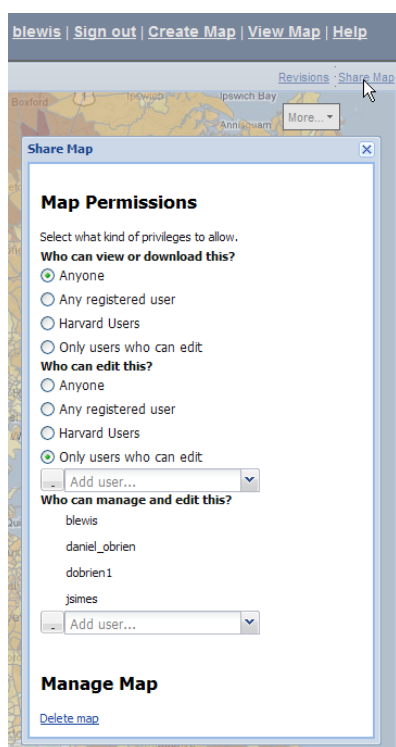 blewis | Sign out | Create Map | View Map | Help
Revisions Share Map
Boxford
1
Ipswich
Ipswich Bay
Annisquam
More...
Share Map
Map Permissions
Select what kind of privileges to allow.
Who can view or download this?
Anyone
Any registered user
Harvard Users
Only users who can edit
Who can edit this?
Anyone
Any registered user
Harvard Users
Only users who can edit
Add user...
Who can manage and edit this?
blewis
daniel_obrien
dobrien1
jsimes
Add user...
Manage Map
Delete map